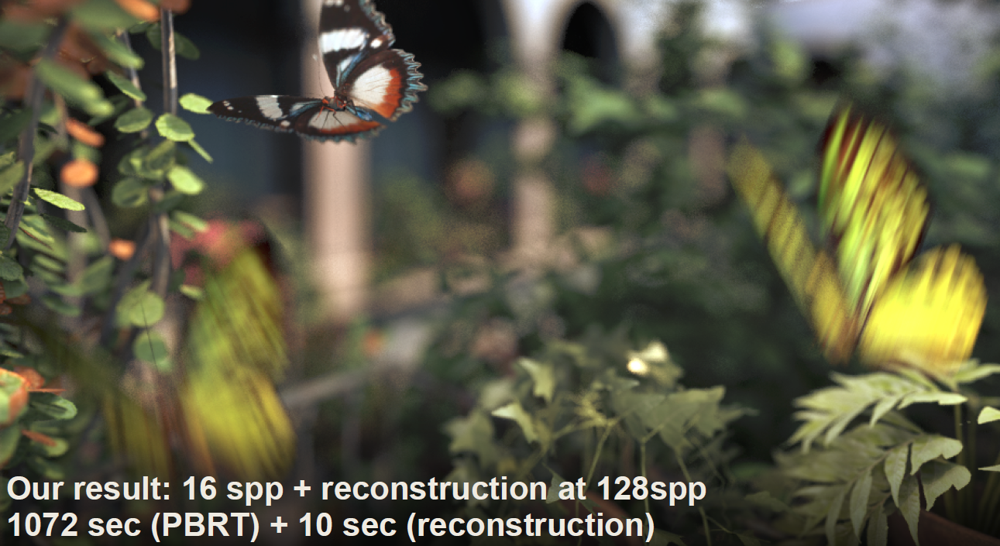 Our result: 16 spp + reconstruction at 128spp
1072 sec (PBRT) + 10 sec (reconstruction)